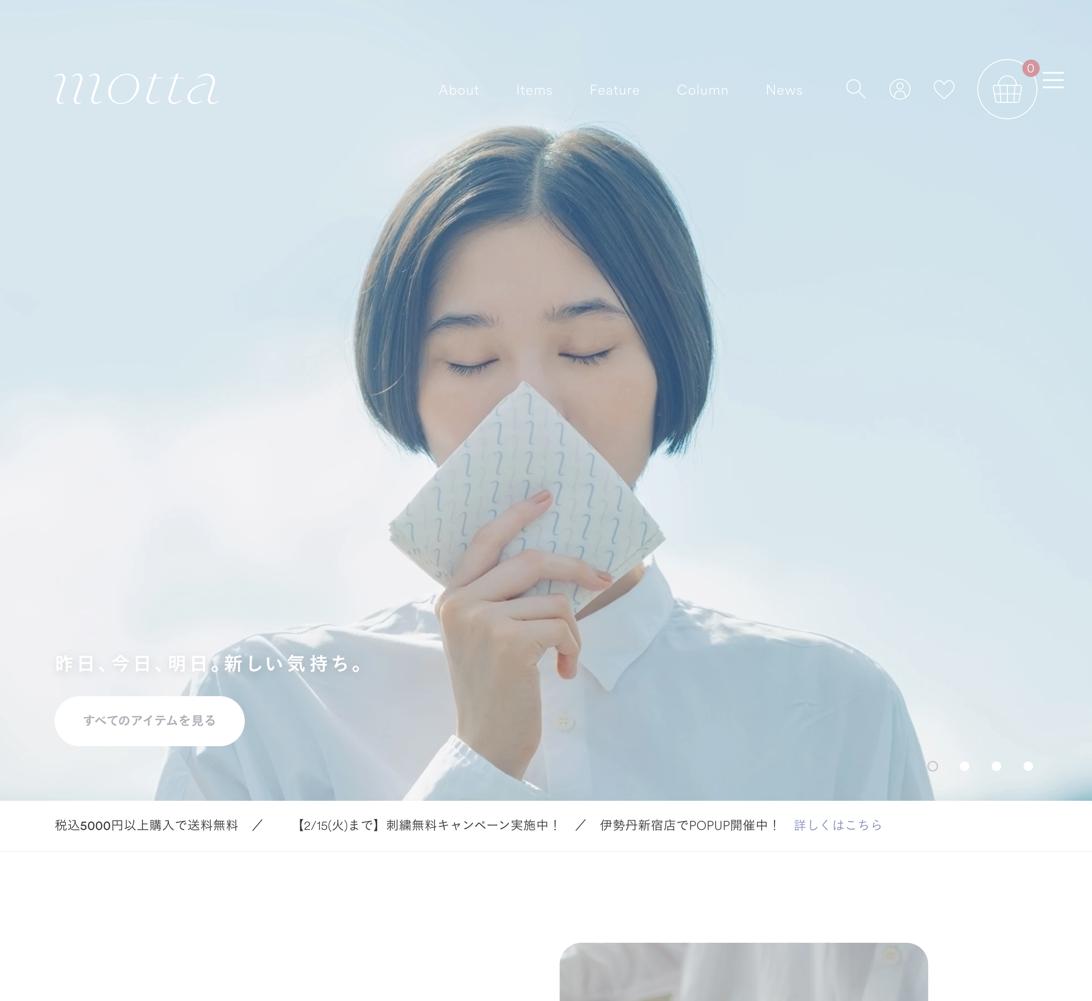 motta
About Items Feature Column News
0
昨日、今日、明日。新しい気持ち。
すべてのアイテムを見る
税込5000円以上購入で送料無料 ／ 【2/15(火)まで】刺繍無料キャンペーン実施中！ ／ 伊勢丹新宿店でPOPUP開催中！ 詳しくはこちら